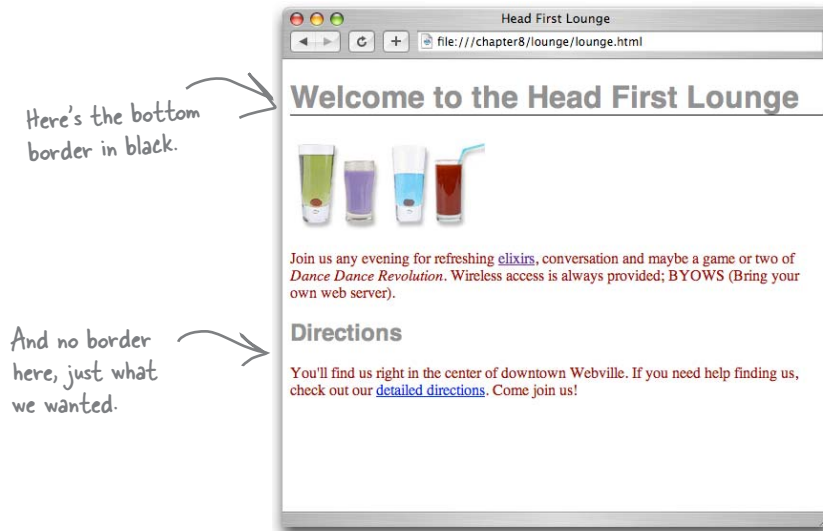 Head First Lounge
file:///chapter8/lounge/lounge.html
Here's the bottom
border in black.
Welcome to the Head First Lounge
Join us any evening for refreshing elixirs, conversation and maybe a game or two of
Dance Dance Revolution. Wireless access is always provided; BYOWS (Bring your
own web server).
And no border
here, just what
we wanted.
Directions
You'll find us right in the center of downtown Webville. If you need help finding us,
check out our detailed directions. Come join us!